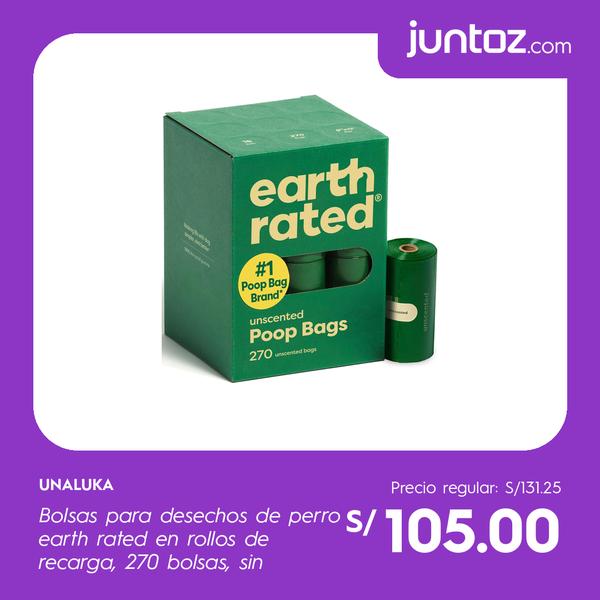 juntoz.com
270
earth
rated®
#1
Poop Bag
Brand*
unscented
Poop Bags
270 unscented bags
unscented
UNALUKA
Bolsas para desechos de perro
earth rated en rollos de
recarga, 270 bolsas, sin
Precio regular: S/131.25
S/ 105.00